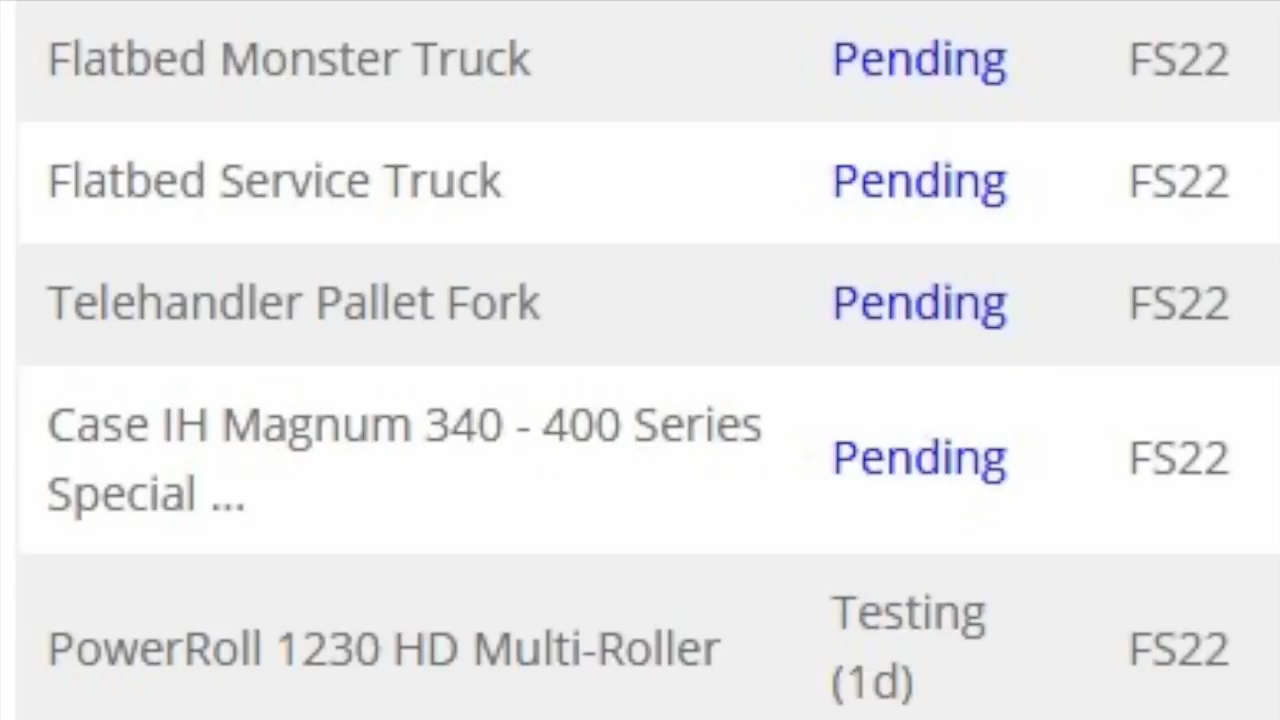 Flatbed Monster Truck Pending FS22
Flatbed Service Truck Pending FS22
Telehandler Pallet Fork Pending FS22
Case IH Magnum 340 - 400 Series
Special ... Pending FS22
PowerRoll 1230 HD Multi-Roller Testing
(1d) FS22